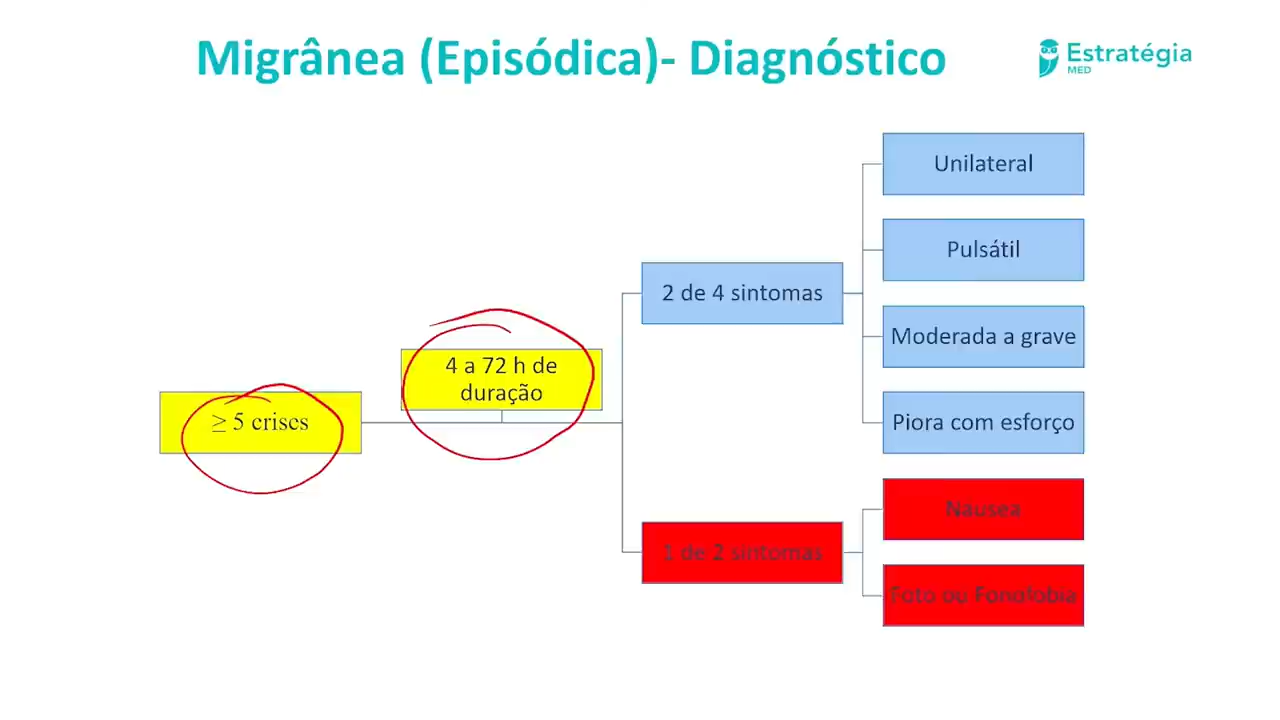 Migrânea (Episódica)- Diagnóstico
Estratégia
MED
≥ 5 crises
4 a 72 h de
duração
2 de 4 sintomas
Unilateral
Pulsátil
Moderada a grave
Piora com esforço
1 de 2 sintomas
Náusea
Foto ou Fonofobia